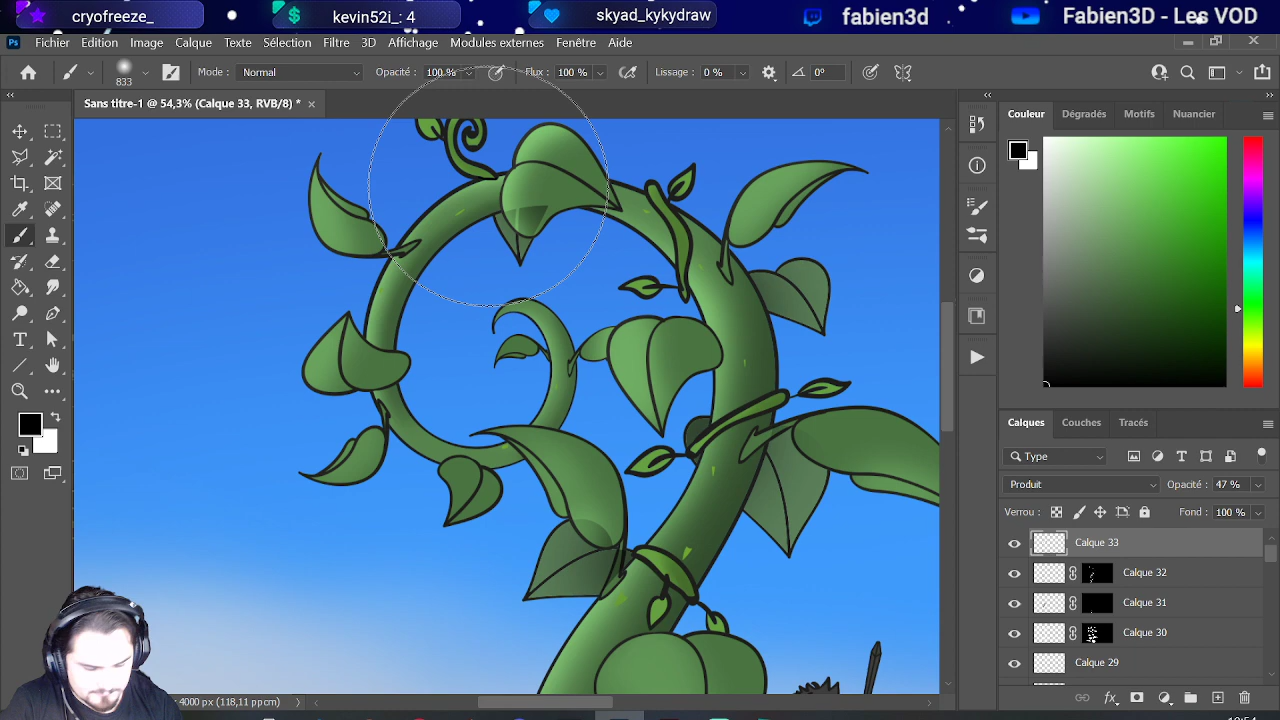 cryofreeze_
kevin52i_: 4
skyad_kykydraw
fabien3d
Fabien3D - Les VOD
Ps Fichier Edition Image Calque Texte Sélection Filtre 3D Affichage Modules externes Fenêtre Aide
833 Mode : Normal Opacité : 100 % Flux : 100 % Lissage : 0 % 0°
Sans titre-1 @ 54,3% (Calque 33, RVB/8) *
Couleur Dégradés Motifs Nuancier
Calques Couches Tracés
Type
Produit Opacité : 47 %
Verrou : Fond : 100 %
Calque 33
Calque 32
Calque 31
Calque 30
Calque 29
4000 px (118,11 ppcm)